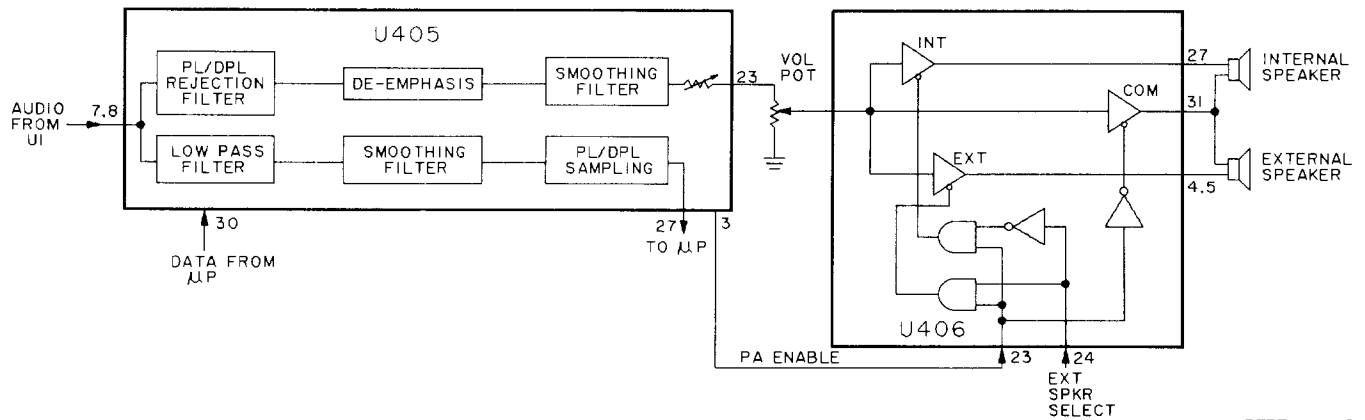 U405
PL/DPL
REJECTION
FILTER
DE-EMPHASIS
SMOOTHING
FILTER
23
AUDIO
FROM
U1
7,8
LOW PASS
FILTER
SMOOTHING
FILTER
PL/DPL
SAMPLING
30
DATA FROM
μP
27
TO μP
3
VOL
POT
INT
COM
EXT
U406
27
INTERNAL
SPEAKER
31
EXTERNAL
SPEAKER
4,5
PA ENABLE
23
24
EXT
SPKR
SELECT